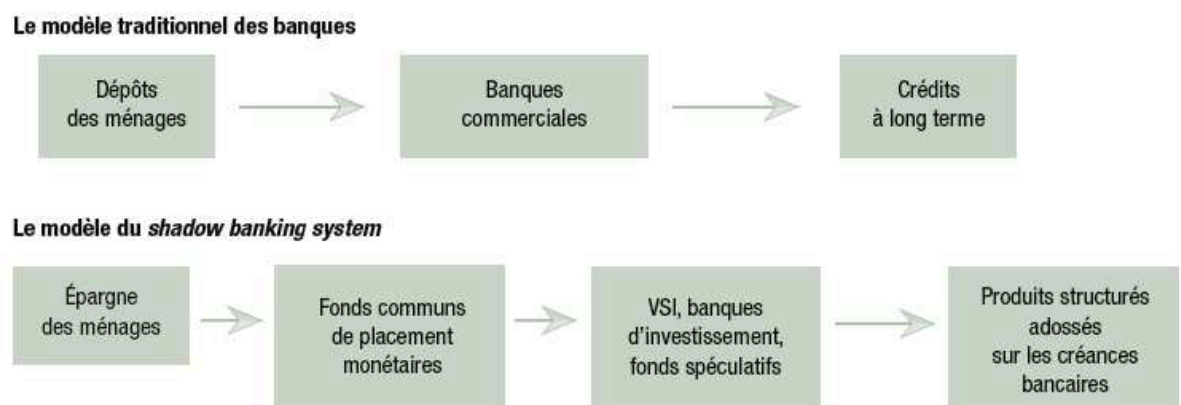 Le modèle traditionnel des banques
Dépôts
des ménages
Banques
commerciales
Crédits
à long terme
Le modèle du shadow banking system
Épargne
des ménages
Fonds communs
de placement
monétaires
VSI, banques
d'investissement,
fonds spéculatifs
Produits structurés
adossés
sur les créances
bancaires